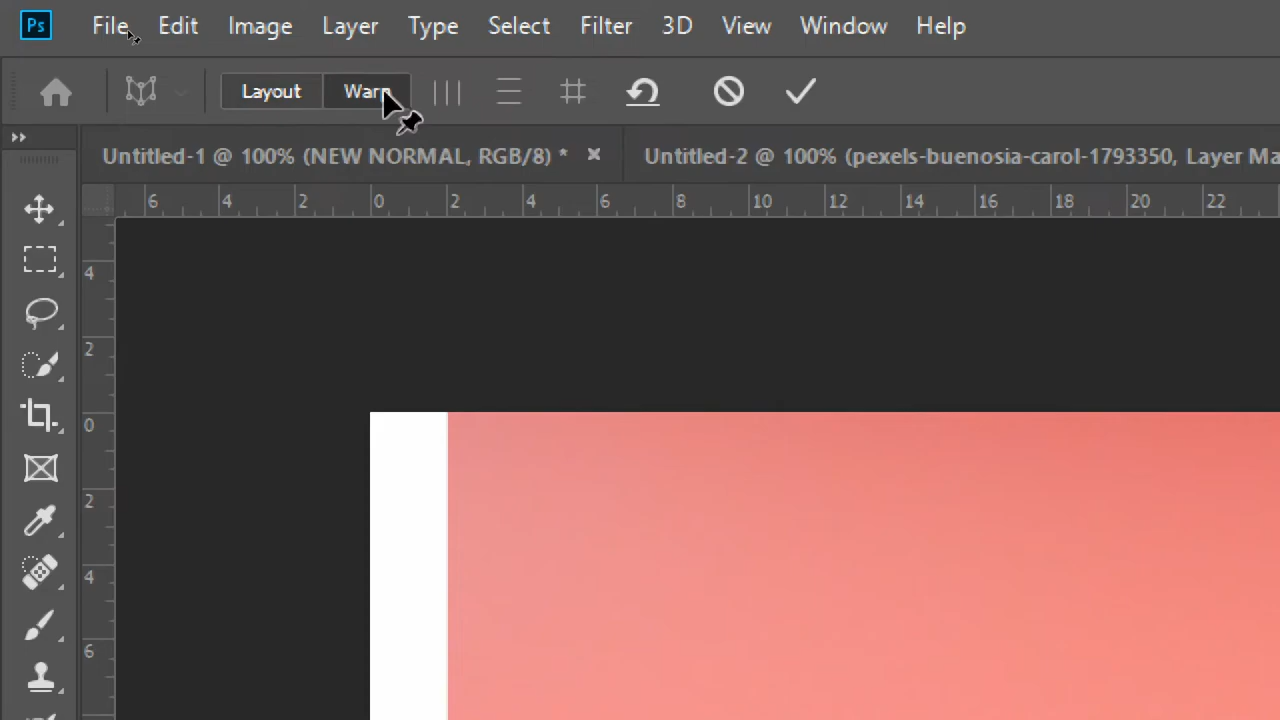 Ps File Edit Image Layer Type Select Filter 3D View Window Help
Layout Warp
Untitled-1 @ 100% (NEW NORMAL, RGB/8) * Untitled-2 @ 100% (pexels-buenosia-carol-1793350, Layer Ma
6 4 2 0 2 4 6 8 10 12 14 16 18 20 22
4
2
0
2
4
6